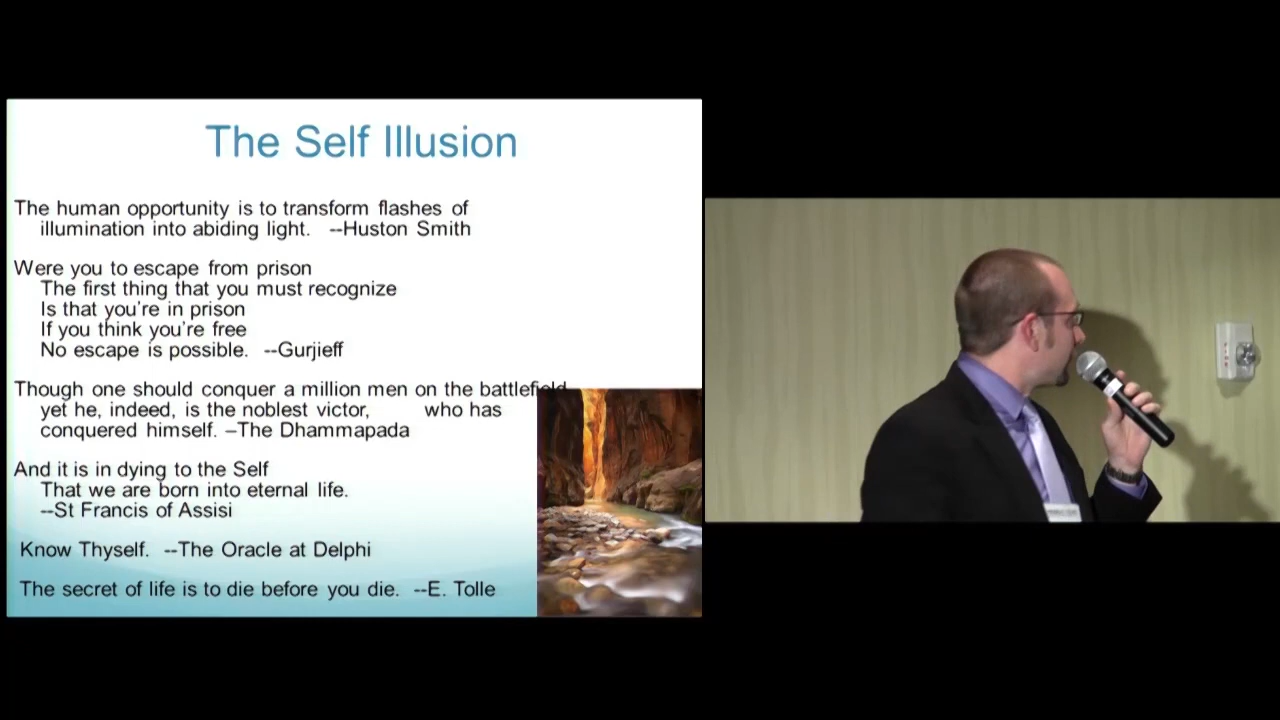 The Self Illusion
The human opportunity is to transform flashes of
illumination into abiding light. --Huston Smith
Were you to escape from prison
The first thing that you must recognize
Is that you're in prison
If you think you're free
No escape is possible. --Gurjieff
Though one should conquer a million men on the battlefield
yet he, indeed, is the noblest victor, who has
conquered himself. –The Dhammapada
And it is in dying to the Self
That we are born into eternal life.
--St Francis of Assisi
Know Thyself. --The Oracle at Delphi
The secret of life is to die before you die. --E. Tolle